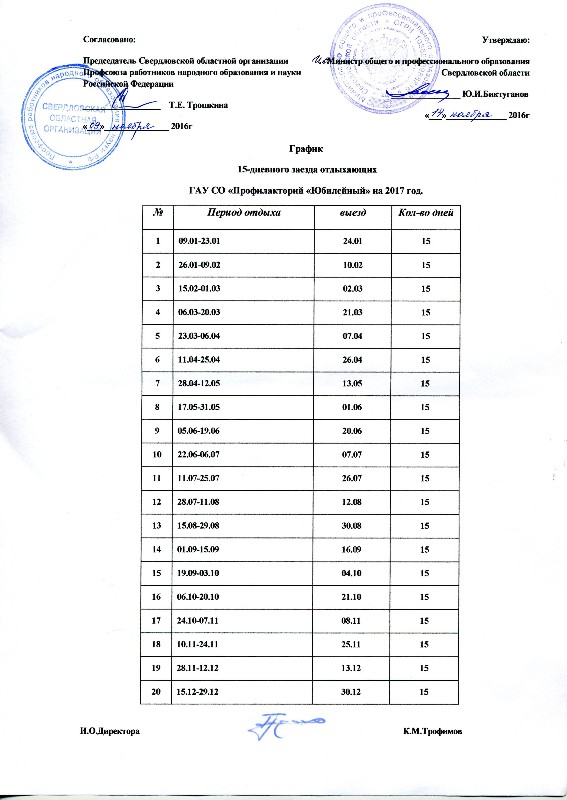 Согласовано:
Утверждаю:
Председатель Свердловской областной организации
Профсоюза работников народного образования и науки
Российской Федерации
Министр общего и профессионального образования
Свердловской области
Т.Е. Трошкина
Ю.И.Биктуганов
«09» ноября 2016г
«11» ноября 2016г
СВЕРДЛОВСКАЯ
ОБЛАСТНАЯ
ОРГАНИЗАЦИЯ
График
15-дневного заезда отдыхающих
ГАУ СО «Профилакторий «Юбилейный» на 2017 год.
№ Период отдыха выезд Кол-во дней
1 09.01-23.01 24.01 15
2 26.01-09.02 10.02 15
3 15.02-01.03 02.03 15
4 06.03-20.03 21.03 15
5 23.03-06.04 07.04 15
6 11.04-25.04 26.04 15
7 28.04-12.05 13.05 15
8 17.05-31.05 01.06 15
9 05.06-19.06 20.06 15
10 22.06-06.07 07.07 15
11 11.07-25.07 26.07 15
12 28.07-11.08 12.08 15
13 15.08-29.08 30.08 15
14 01.09-15.09 16.09 15
15 19.09-03.10 04.10 15
16 06.10-20.10 21.10 15
17 24.10-07.11 08.11 15
18 10.11-24.11 25.11 15
19 28.11-12.12 13.12 15
20 15.12-29.12 30.12 15
И.О.Директора
К.М.Трофимов